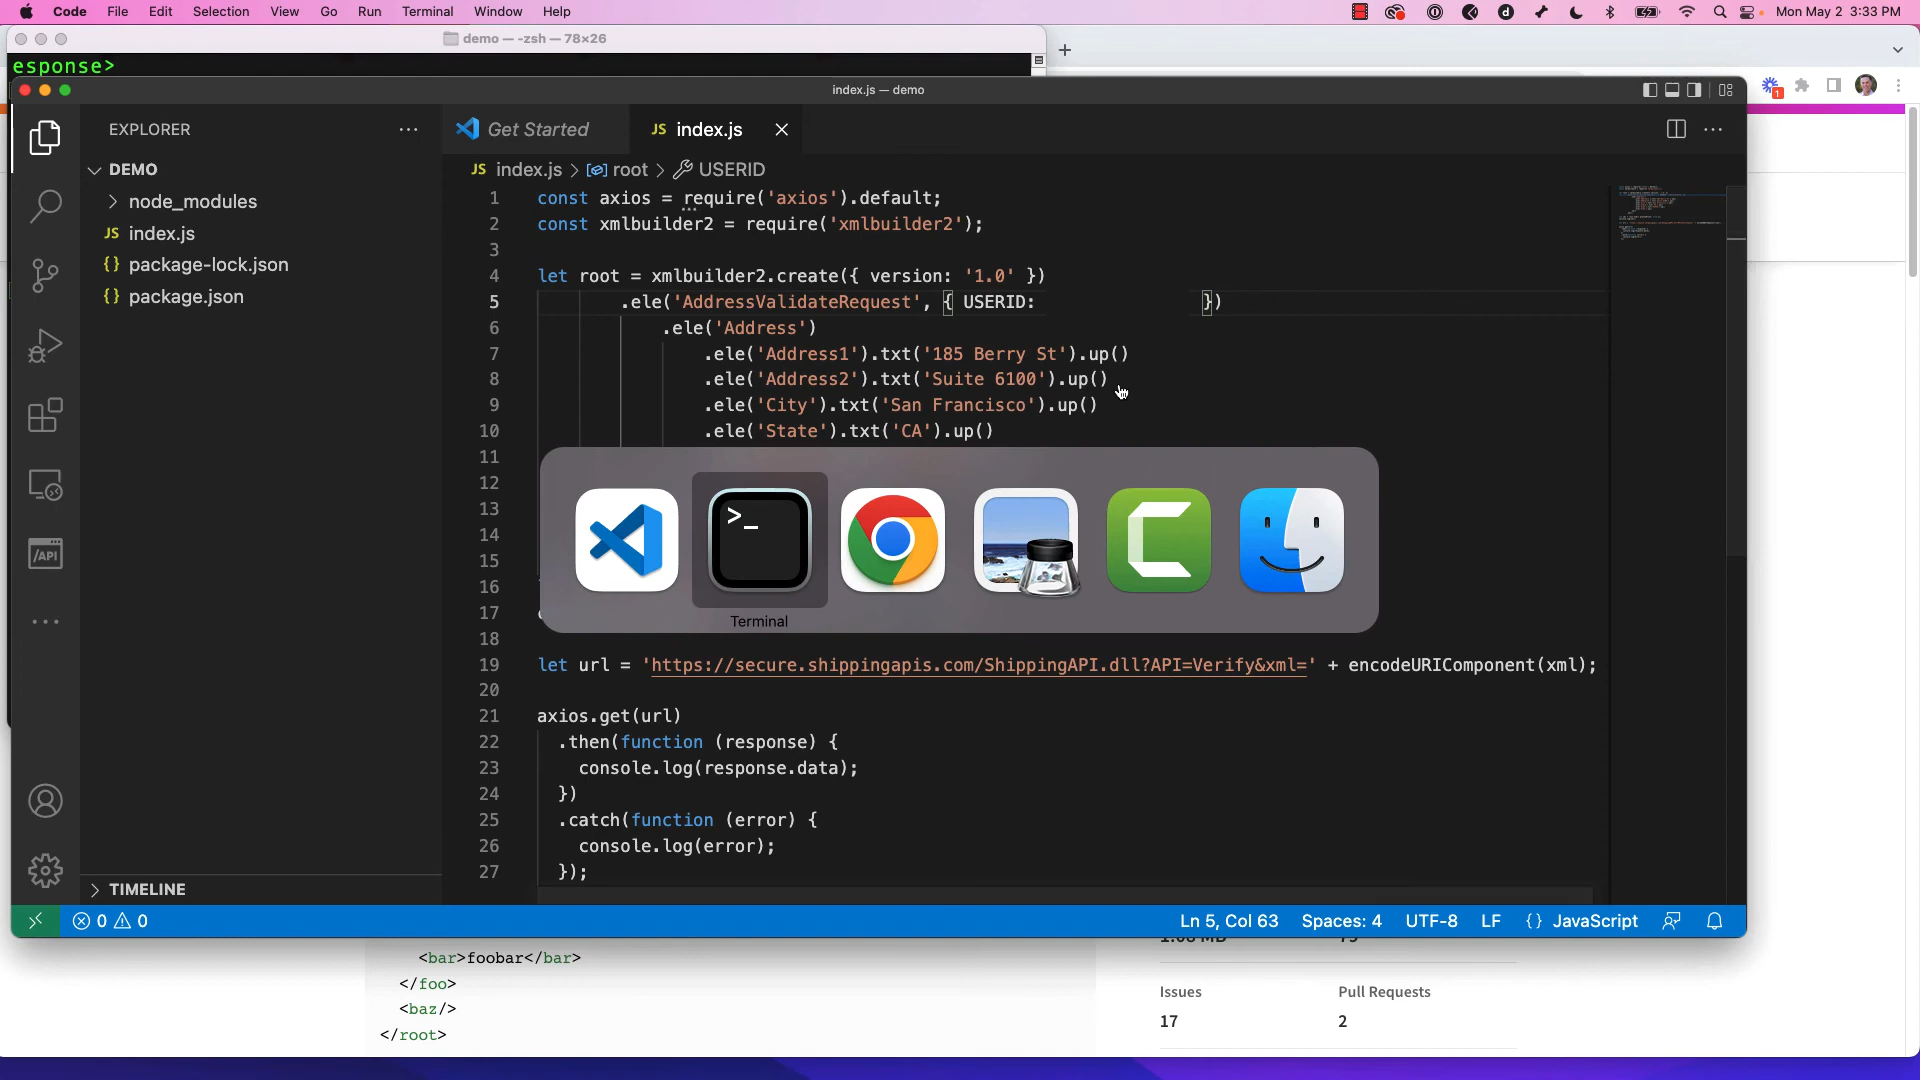 Code File Edit Selection View Go Run Terminal Window Help
Mon May 2 3:33 PM
demo — -zsh — 78×26
esponse>
index.js — demo
EXPLORER
Get Started
JS index.js
DEMO
JS index.js > root > USERID
node_modules
JS index.js
{} package-lock.json
{} package.json
1 const axios = require('axios').default;
2 const xmlbuilder2 = require('xmlbuilder2');
3
4 let root = xmlbuilder2.create({ version: '1.0' })
5 .ele('AddressValidateRequest', { USERID: })
6 .ele('Address')
7 .ele('Address1').txt('185 Berry St').up()
8 .ele('Address2').txt('Suite 6100').up()
9 .ele('City').txt('San Francisco').up()
10 .ele('State').txt('CA').up()
11
12
13
14
15
16
17
18
Terminal
19 let url = 'https://secure.shippingapis.com/ShippingAPI.dll?API=Verify&xml=' + encodeURIComponent(xml);
20
21 axios.get(url)
22 .then(function (response) {
23 console.log(response.data);
24 })
25 .catch(function (error) {
26 console.log(error);
27 });
TIMELINE
0 0
Ln 5, Col 63 Spaces: 4 UTF-8 LF {} JavaScript
<bar>foobar</bar>
</foo>
<baz/>
</root>
Issues
Pull Requests
17
2